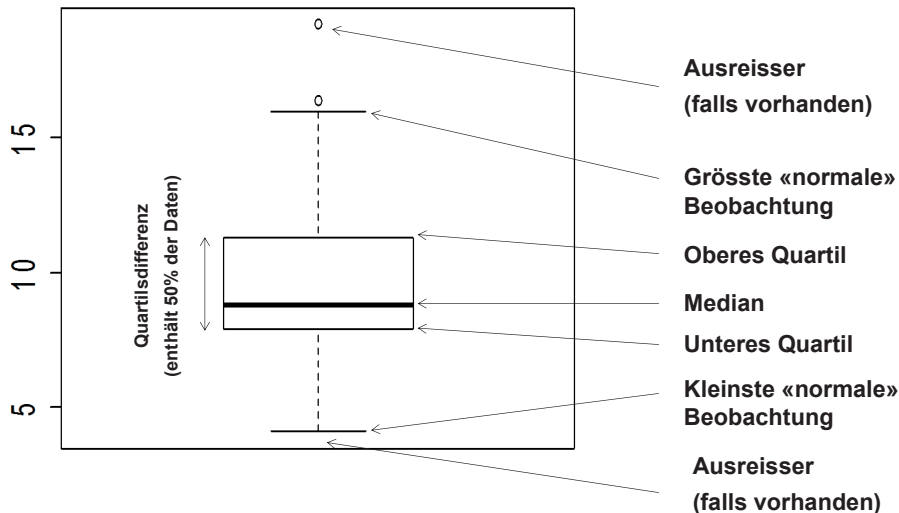 15
10
5
Quartilsdifferenz
(enthält 50% der Daten)
Ausreisser
(falls vorhanden)
Grösste «normale»
Beobachtung
Oberes Quartil
Median
Unteres Quartil
Kleinste «normale»
Beobachtung
Ausreisser
(falls vorhanden)